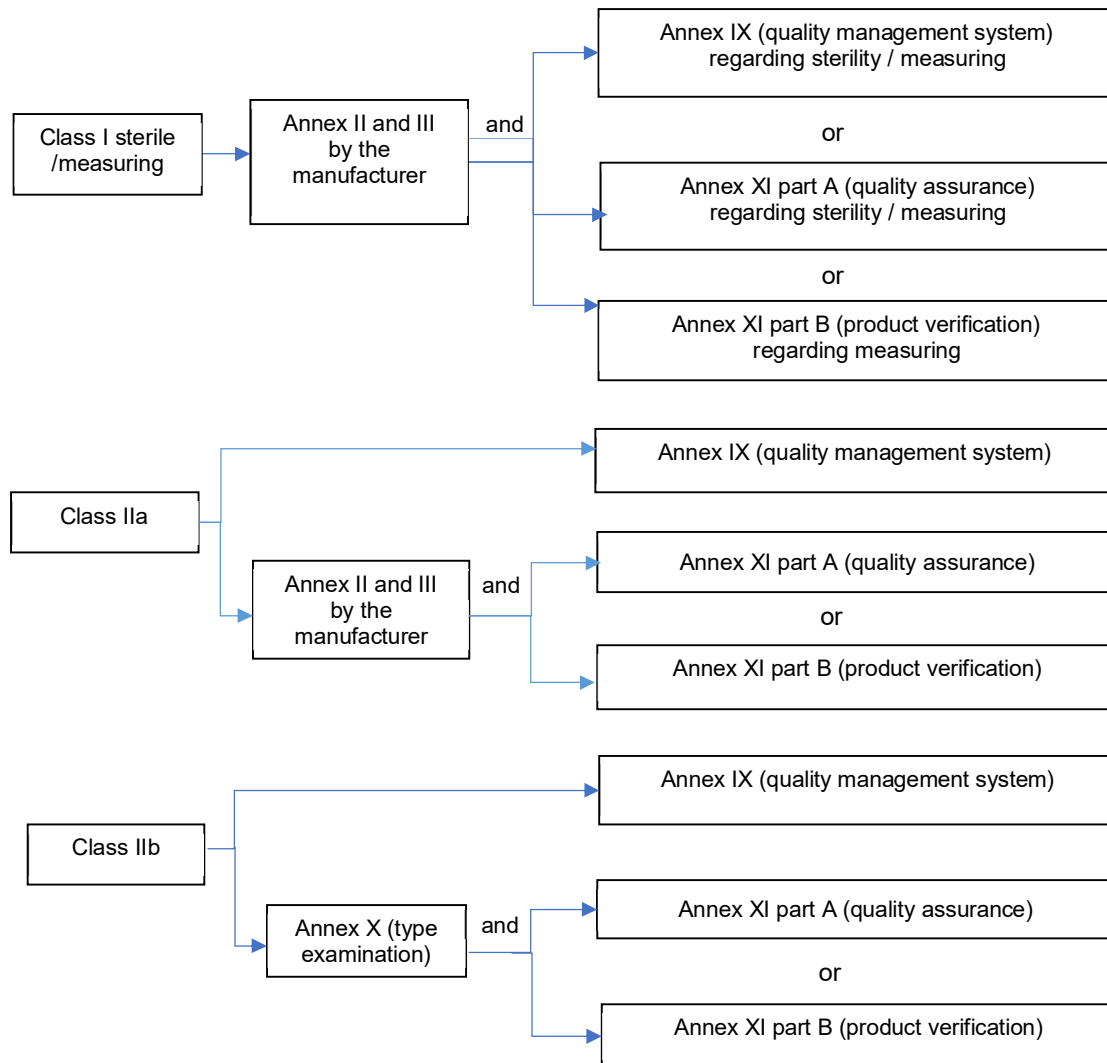 Annex IX (quality management system)
regarding sterility / measuring
or
Class I sterile
/measuring
Annex II and III
by the
manufacturer
and
Annex XI part A (quality assurance)
regarding sterility / measuring
or
Annex XI part B (product verification)
regarding measuring
Annex IX (quality management system)
Class IIa
Annex II and III
by the
manufacturer
and
Annex XI part A (quality assurance)
or
Annex XI part B (product verification)
Annex IX (quality management system)
Class IIb
Annex X (type
examination)
and
Annex XI part A (quality assurance)
or
Annex XI part B (product verification)